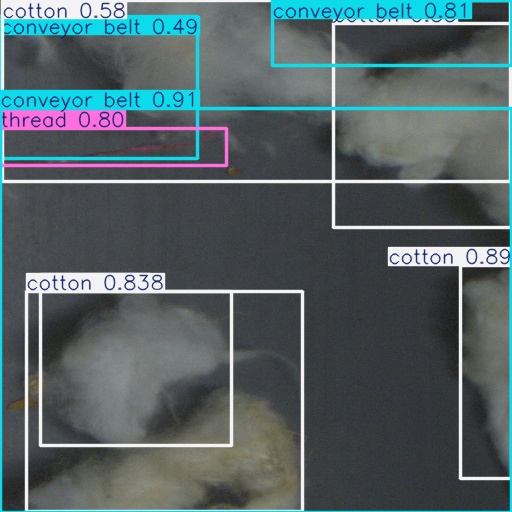 cotton 0.58
conveyor belt 0.81
conveyor belt 0.49
conveyor belt 0.91
thread 0.80
cotton 0.89
cotton 0.838